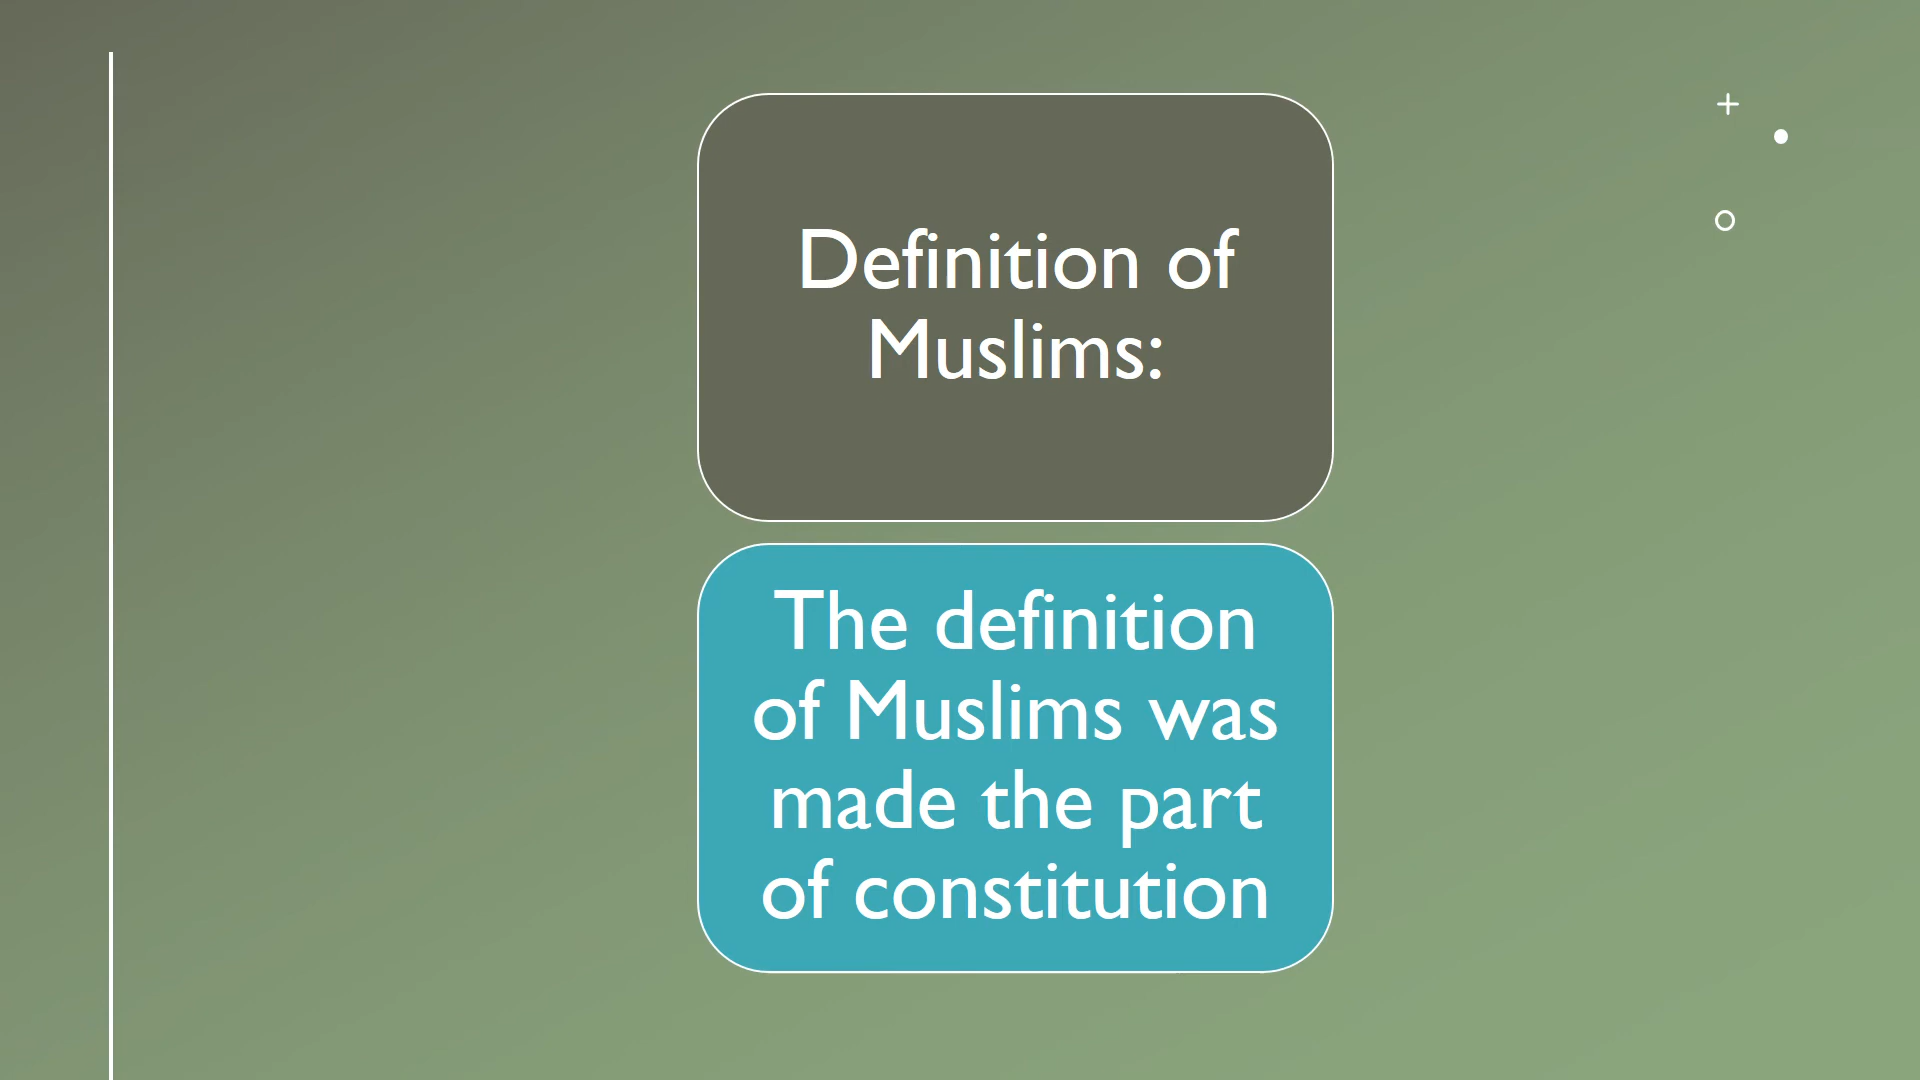 Definition of
Muslims:
The definition
of Muslims was
made the part
of constitution